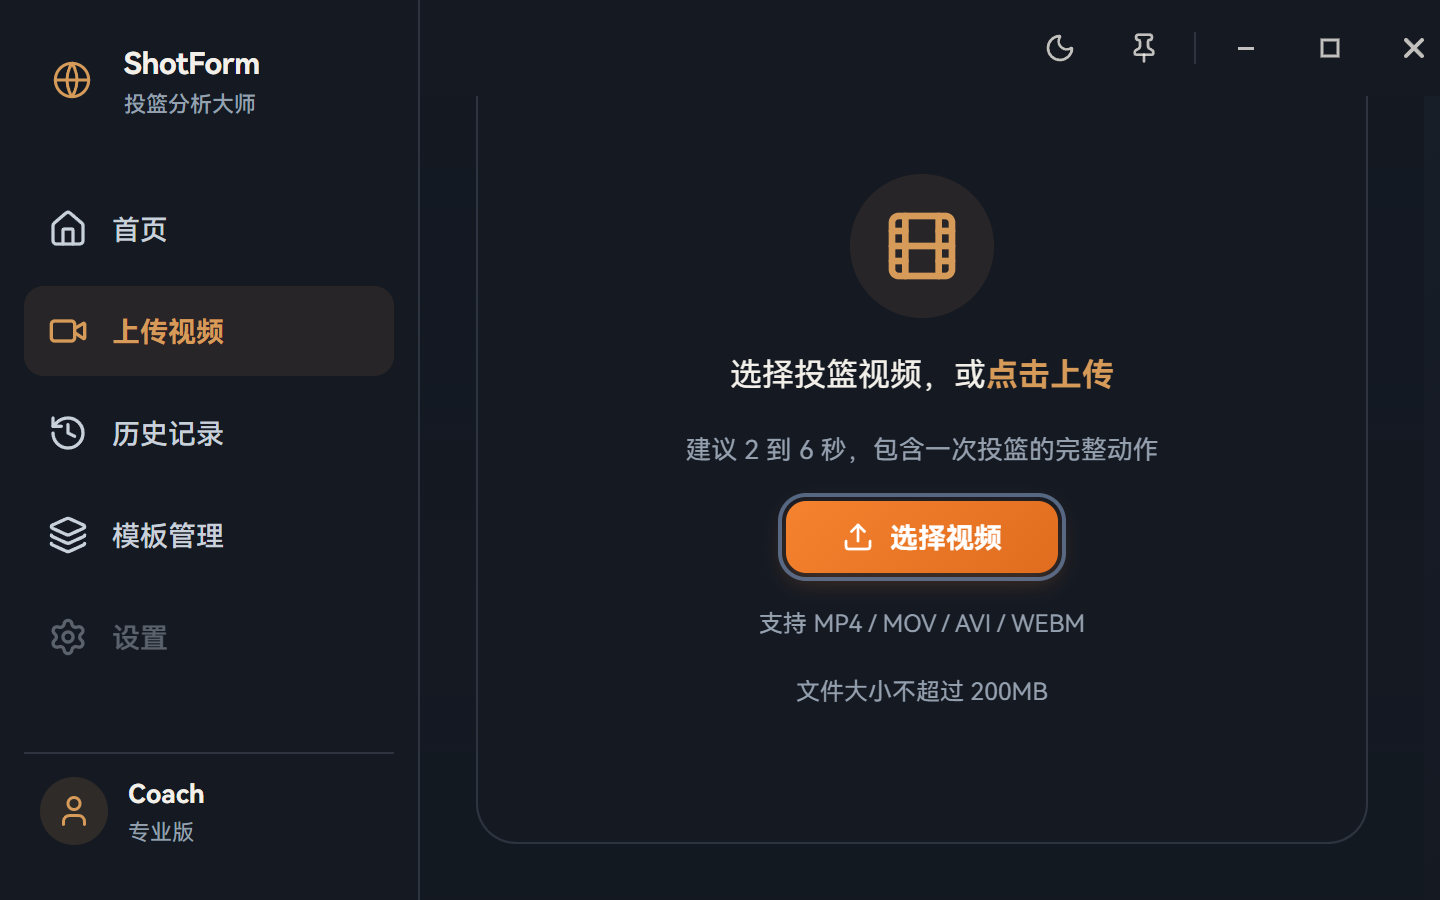 ShotForm
投篮分析大师
首页
上传视频
历史记录
模板管理
设置
Coach
专业版
选择投篮视频，或点击上传
建议 2 到 6 秒，包含一次投篮的完整动作
选择视频
支持 MP4 / MOV / AVI / WEBM
文件大小不超过 200MB